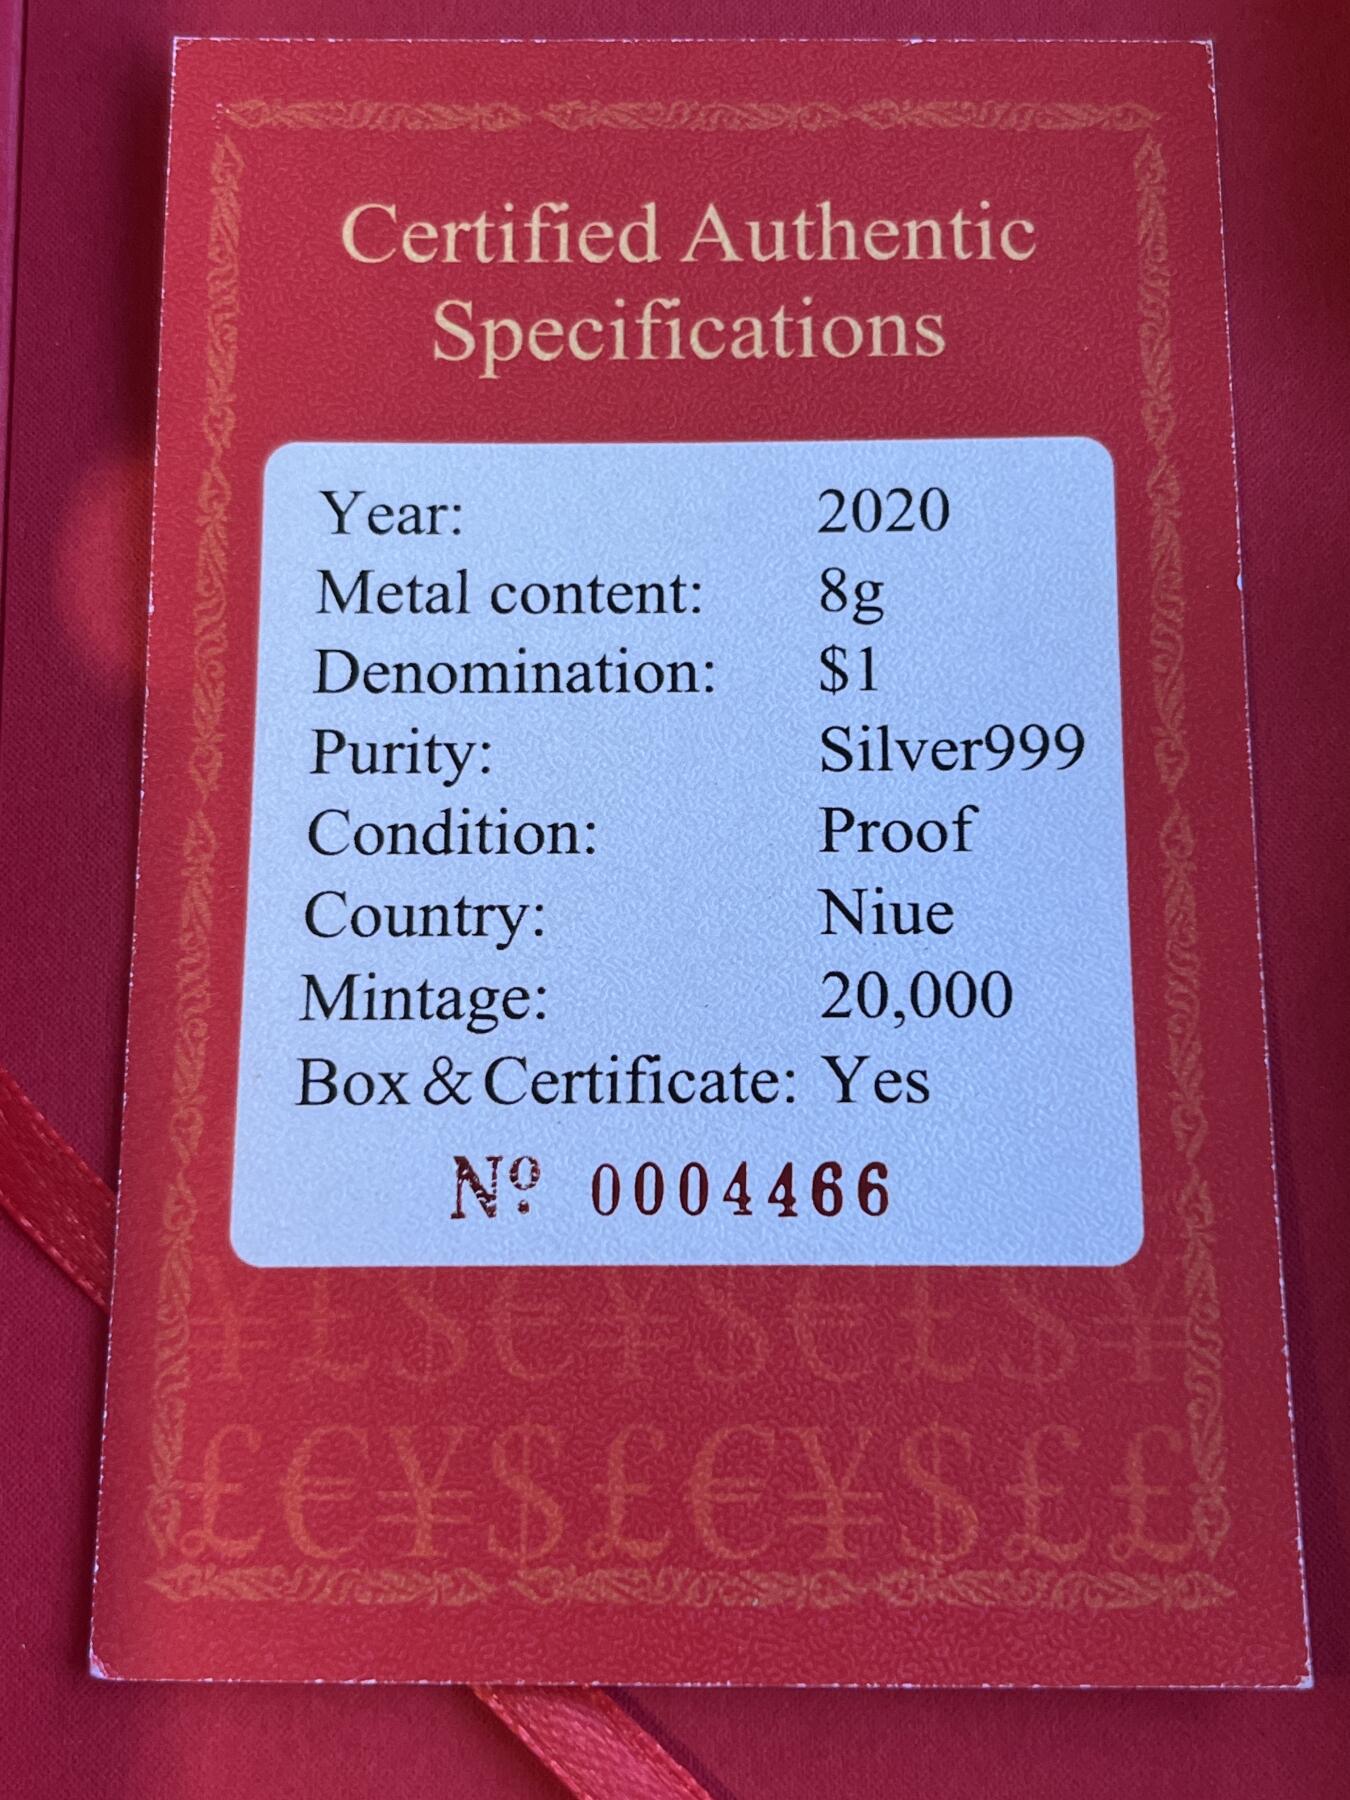 Certified Authentic
Specifications
Year: 2020
Metal content: 8g
Denomination: $1
Purity: Silver999
Condition: Proof
Country: Niue
Mintage: 20,000
Box & Certificate: Yes
Nº 0004466
¥£$€¥$€£$¥
£€¥$£€¥$££